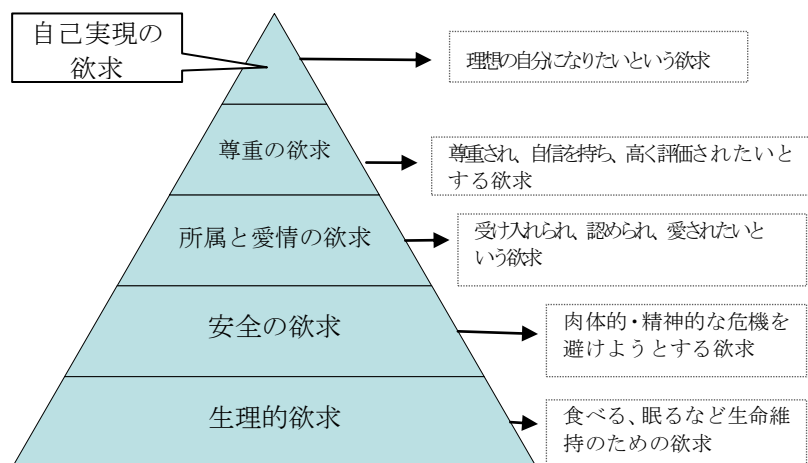 自己実現の
欲求
理想の自分になりたいという欲求
尊重の欲求
尊重され、自信を持ち、高く評価されたいと
する欲求
所属と愛情の欲求
受け入れられ、認められ、愛されたいと
いう欲求
安全の欲求
肉体的・精神的な危機を
避けようとする欲求
生理的欲求
食べる、眠るなど生命維
持のための欲求